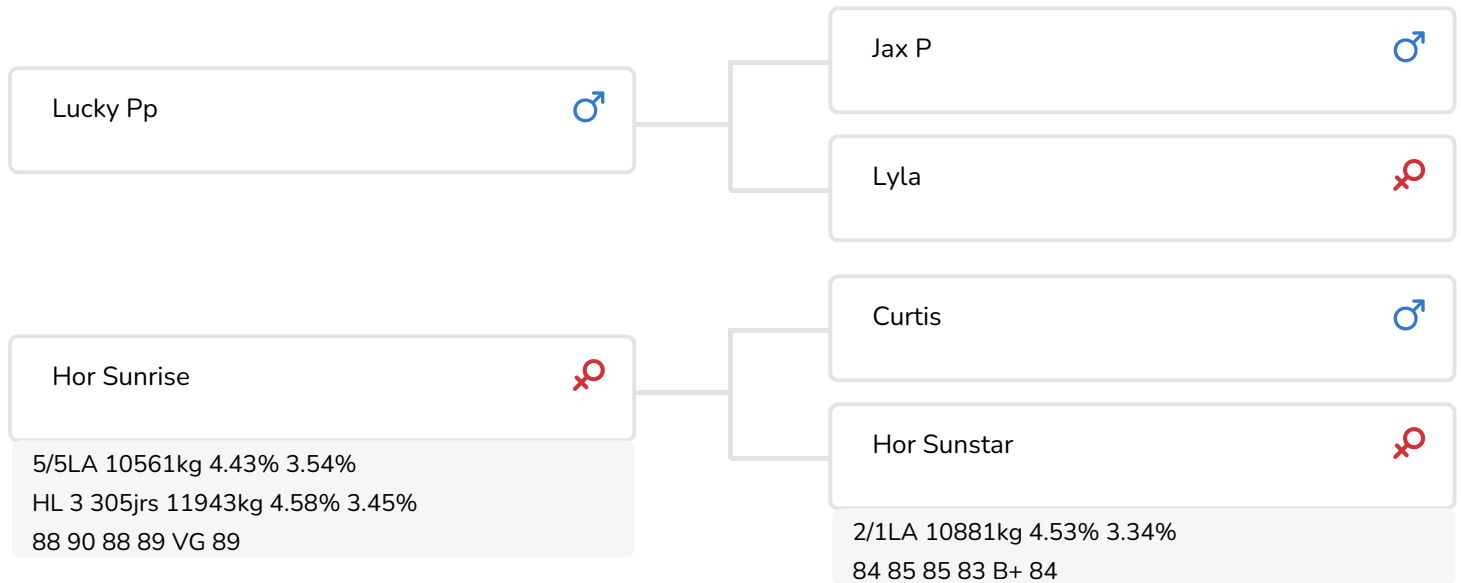 Lucky Pp
Jax P
Lyla
Hor Sunrise
5/5LA 10561kg 4.43% 3.54%
HL 3 305jrs 11943kg 4.58% 3.45%
88 90 88 89 VG 89
Curtis
Hor Sunstar
2/1LA 10881kg 4.53% 3.34%
84 85 85 83 B+ 84